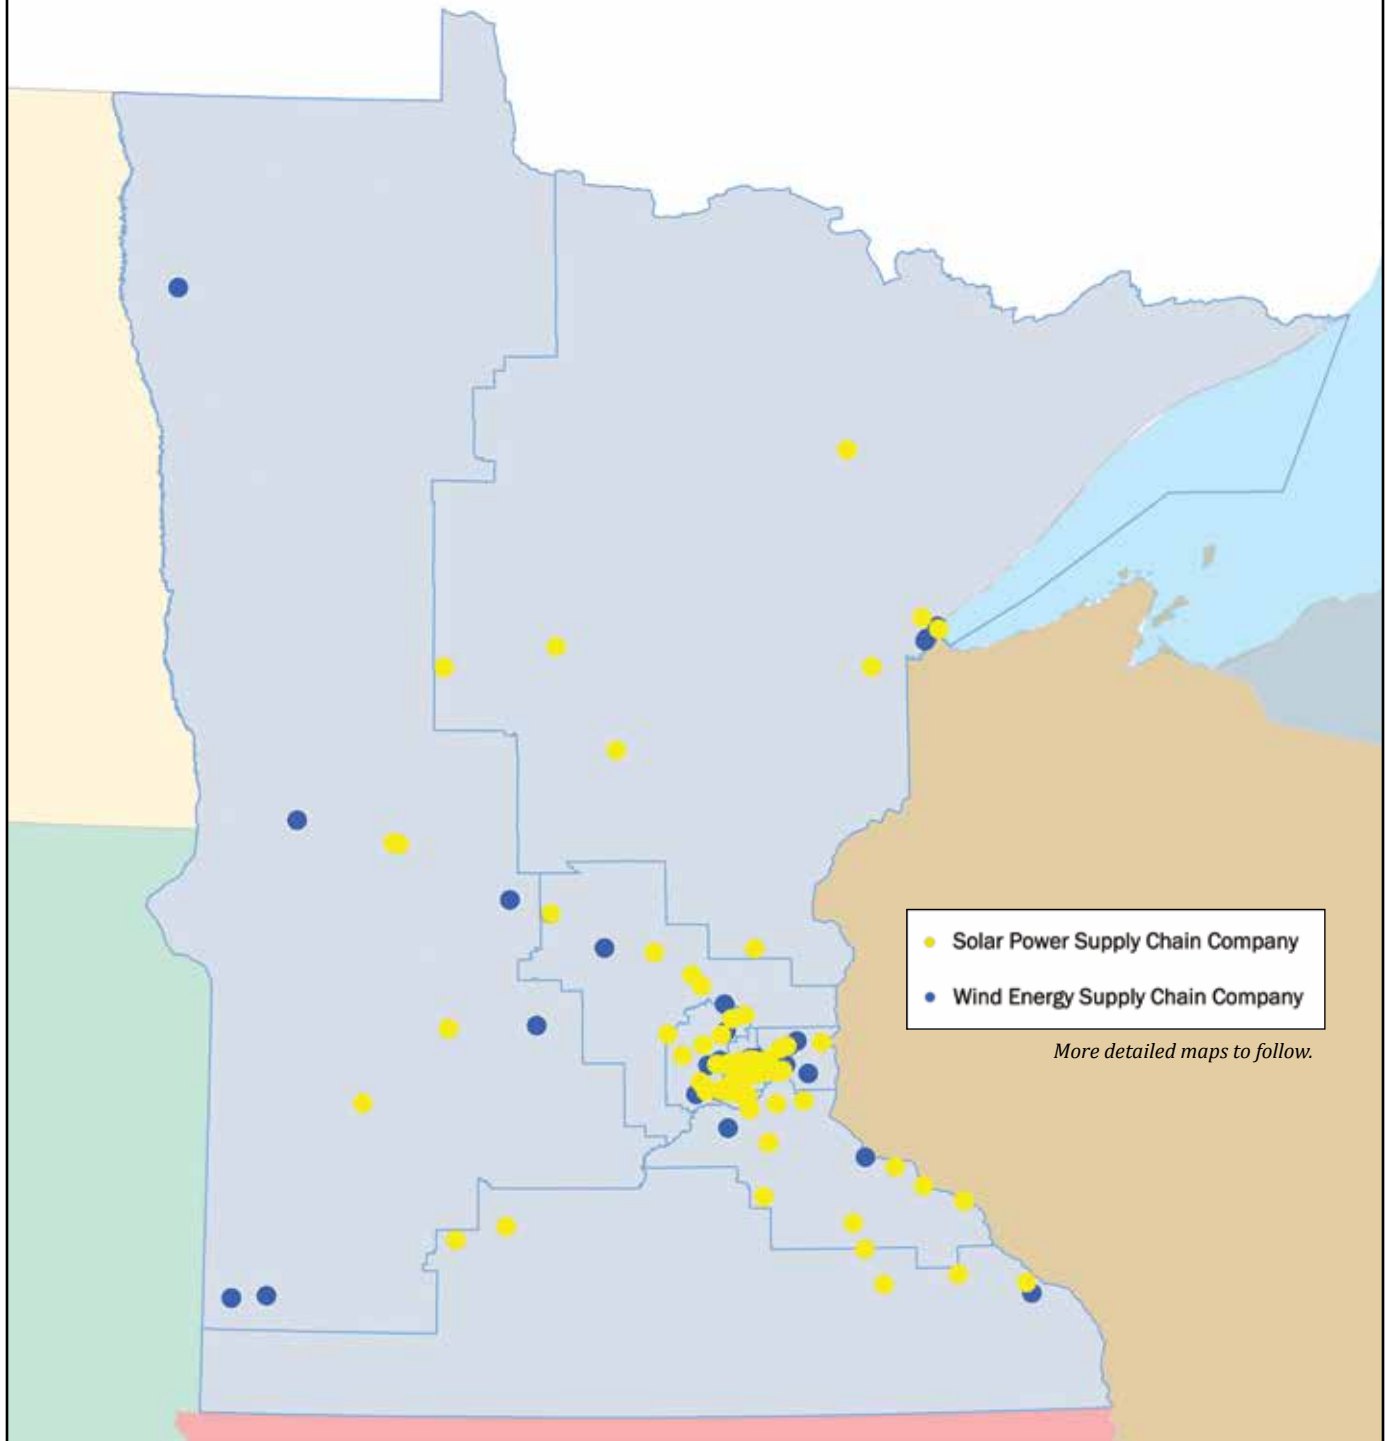 Solar Power Supply Chain Company
Wind Energy Supply Chain Company
More detailed maps to follow.